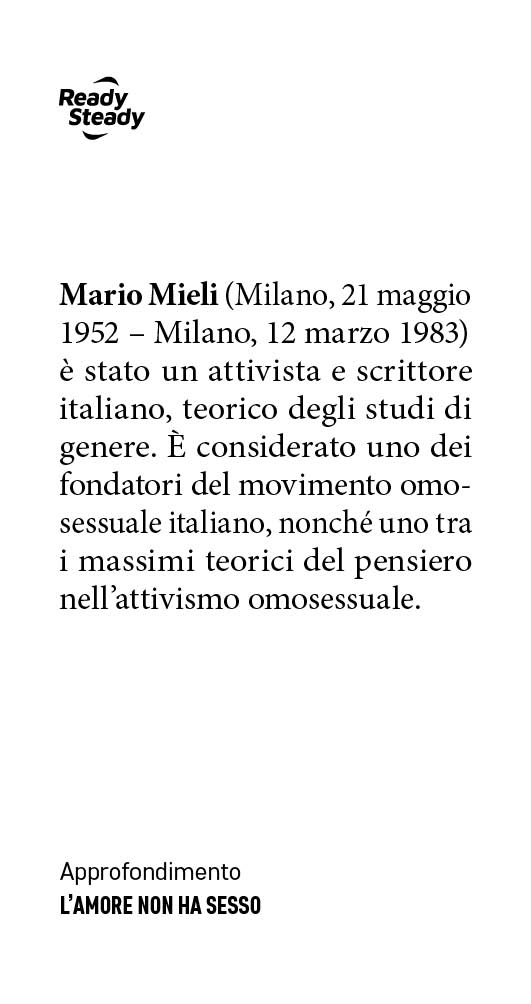 Ready
Steady
Mario Mieli (Milano, 21 maggio
1952 – Milano, 12 marzo 1983)
è stato un attivista e scrittore
italiano, teorico degli studi di
genere. È considerato uno dei
fondatori del movimento omo-
sessuale italiano, nonché uno tra
i massimi teorici del pensiero
nell’attivismo omosessuale.
Approfondimento
L’AMORE NON HA SESSO